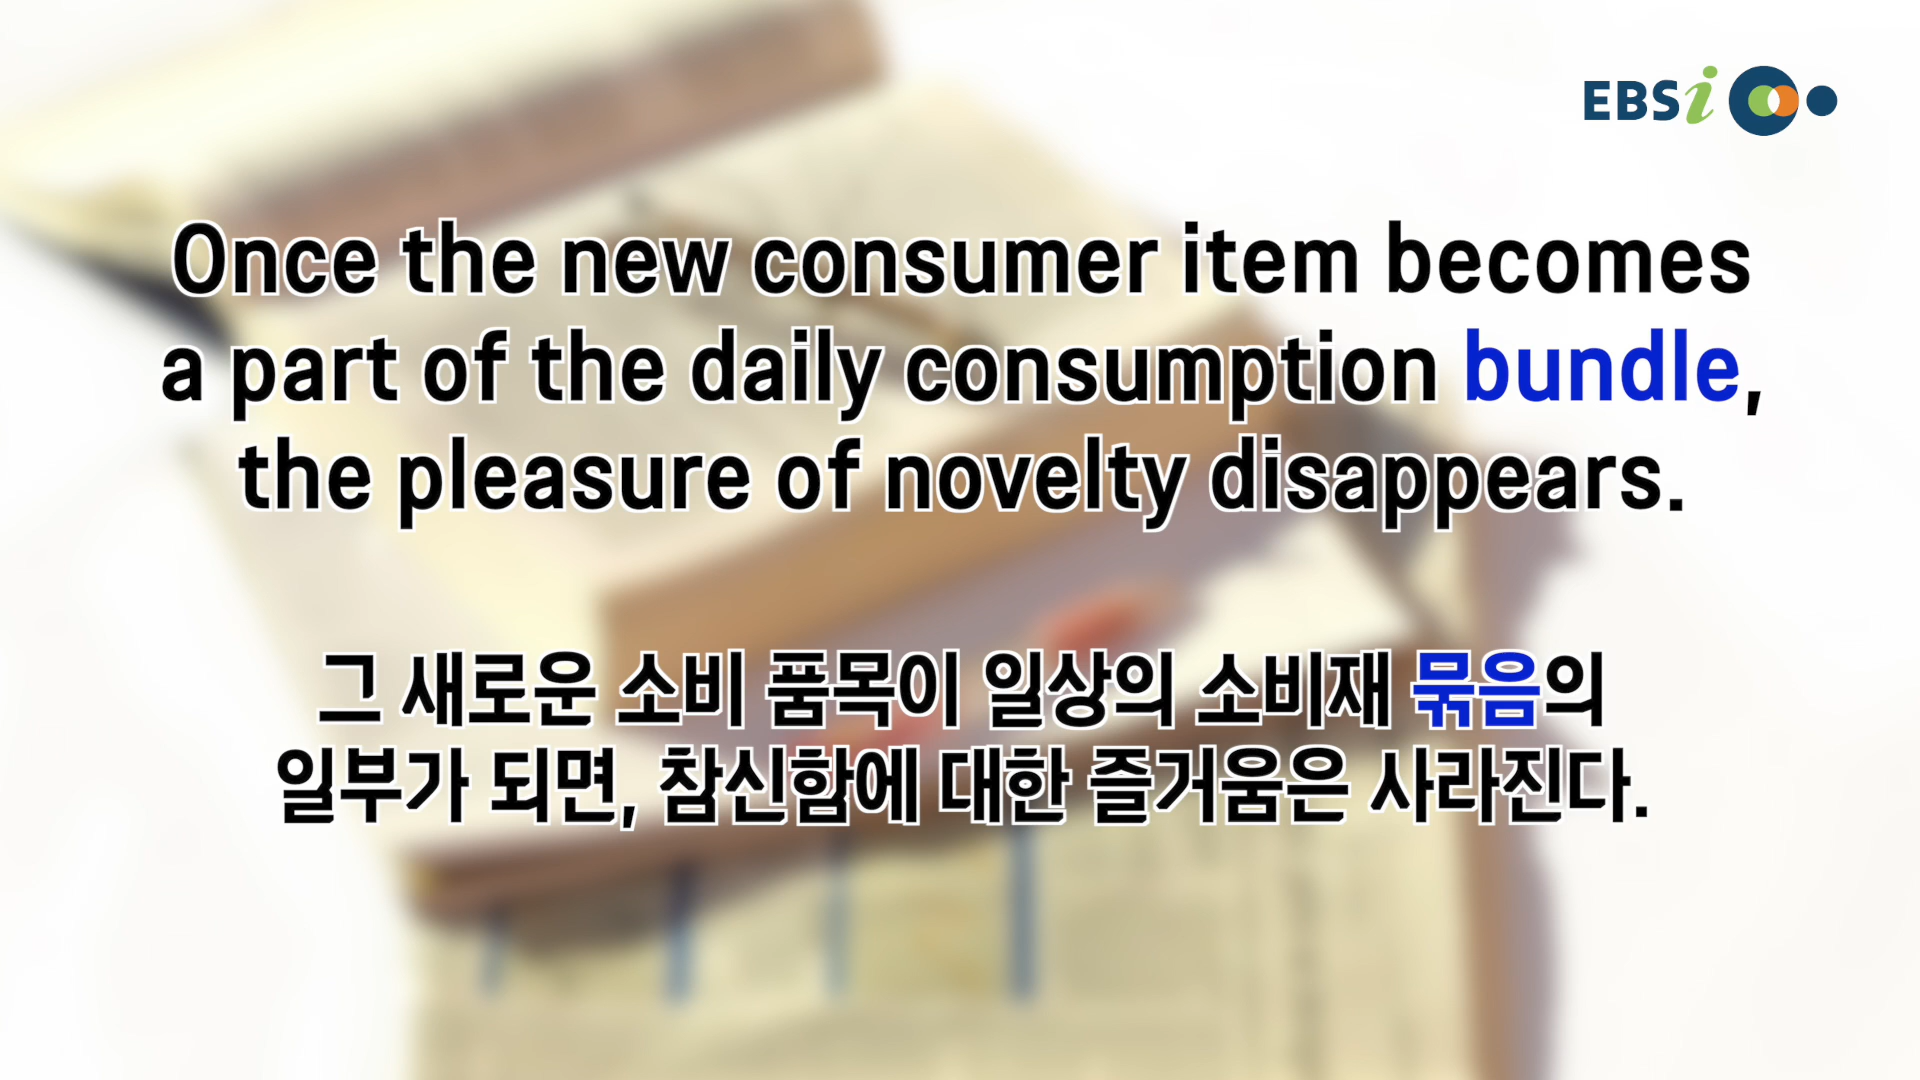 EBSi
Once the new consumer item becomes
a part of the daily consumption bundle,
the pleasure of novelty disappears.
그 새로운 소비 품목이 일상의 소비재 묶음의
일부가 되면, 참신함에 대한 즐거움은 사라진다.